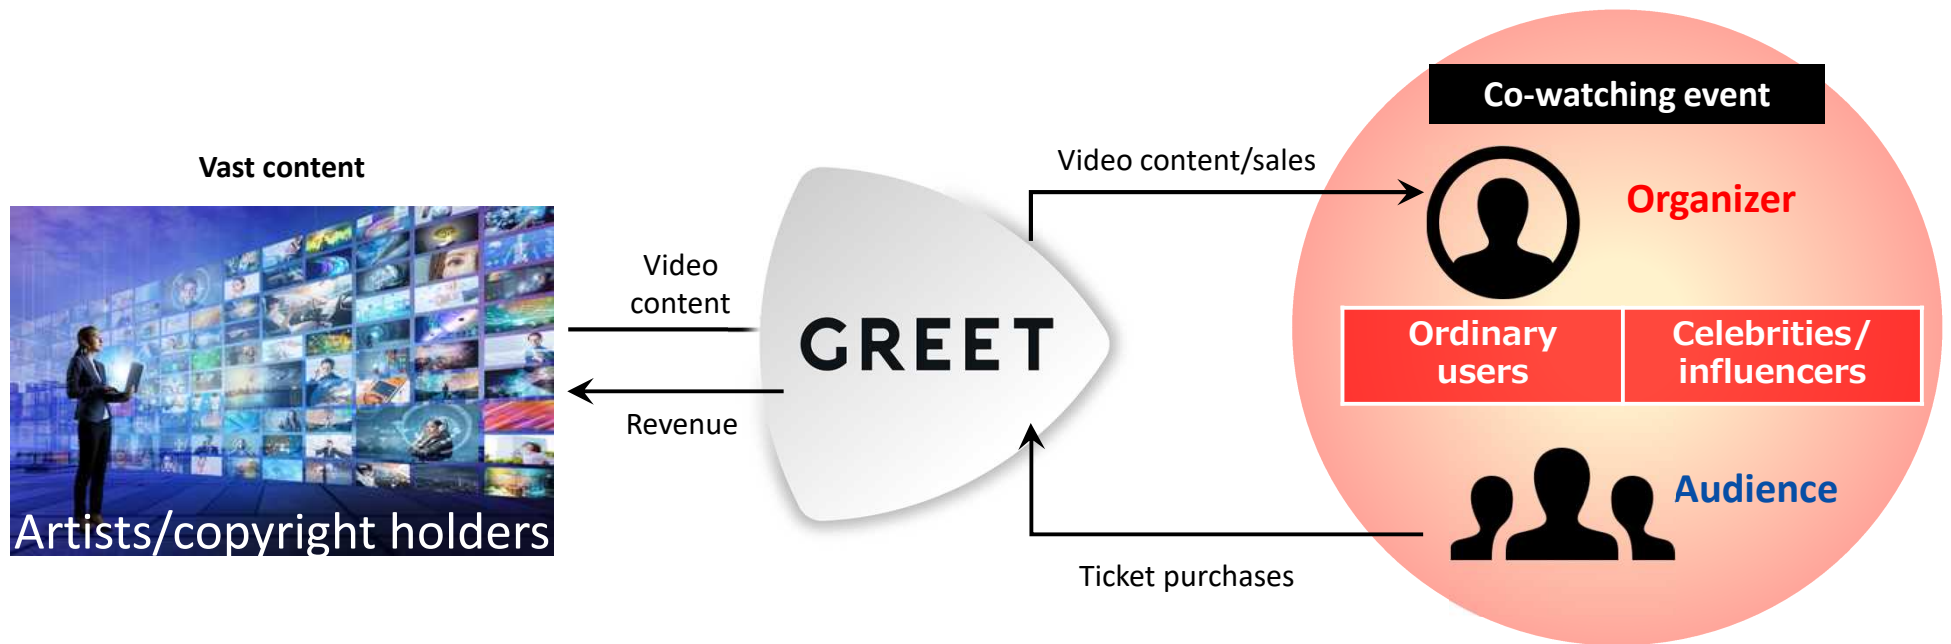 Vast content
Artists/copyright holders
Video
content
Revenue
GREET
Video content/sales
Ticket purchases
Co-watching event
Organizer
Ordinary
users
Celebrities/
influencers
Audience